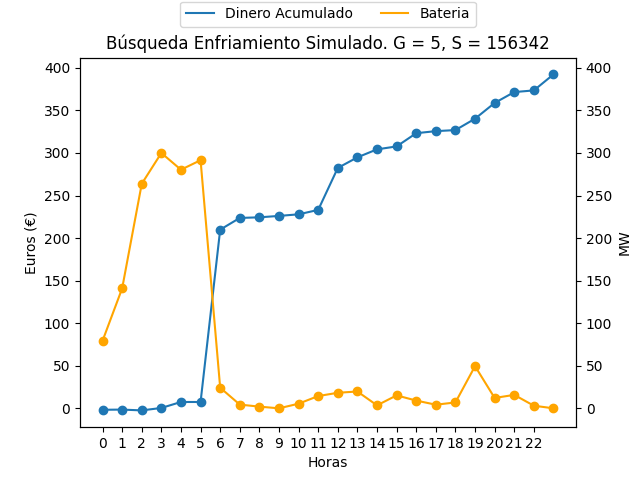 Dinero Acumulado Bateria
Búsqueda Enfriamiento Simulado. G = 5, S = 156342
400 400
350 350
300 300
250 250
200 200
150 150
100 100
50 50
0 0
Euros (€)
MW
0 1 2 3 4 5 6 7 8 9 10 11 12 13 14 15 16 17 18 19 20 21 22
Horas